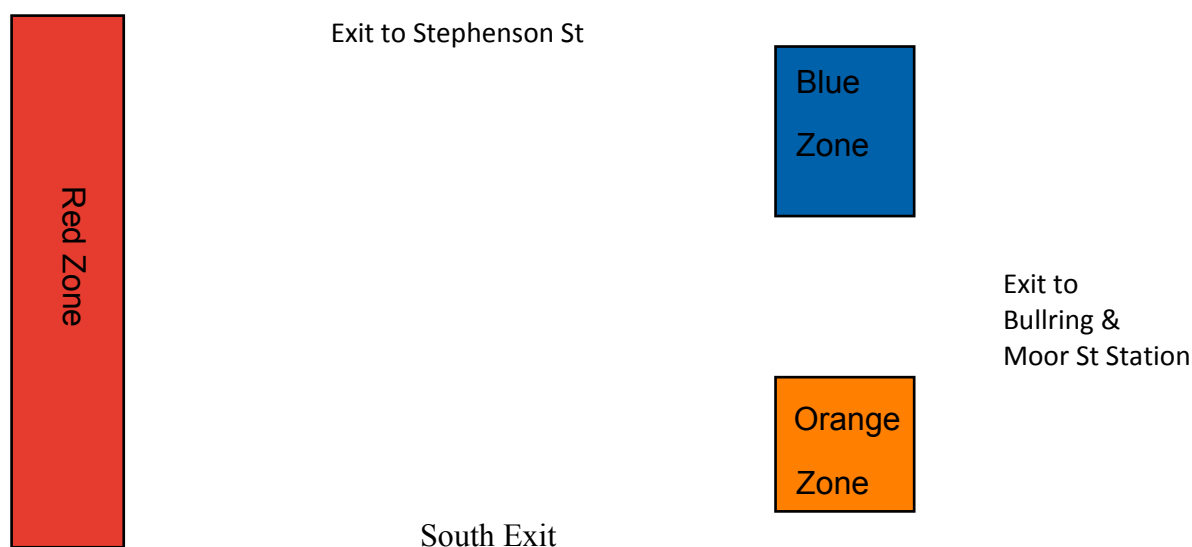 Exit to Stephenson St
Blue
Zone
Red Zone
Exit to
Bullring &
Moor St Station
Orange
Zone
South Exit